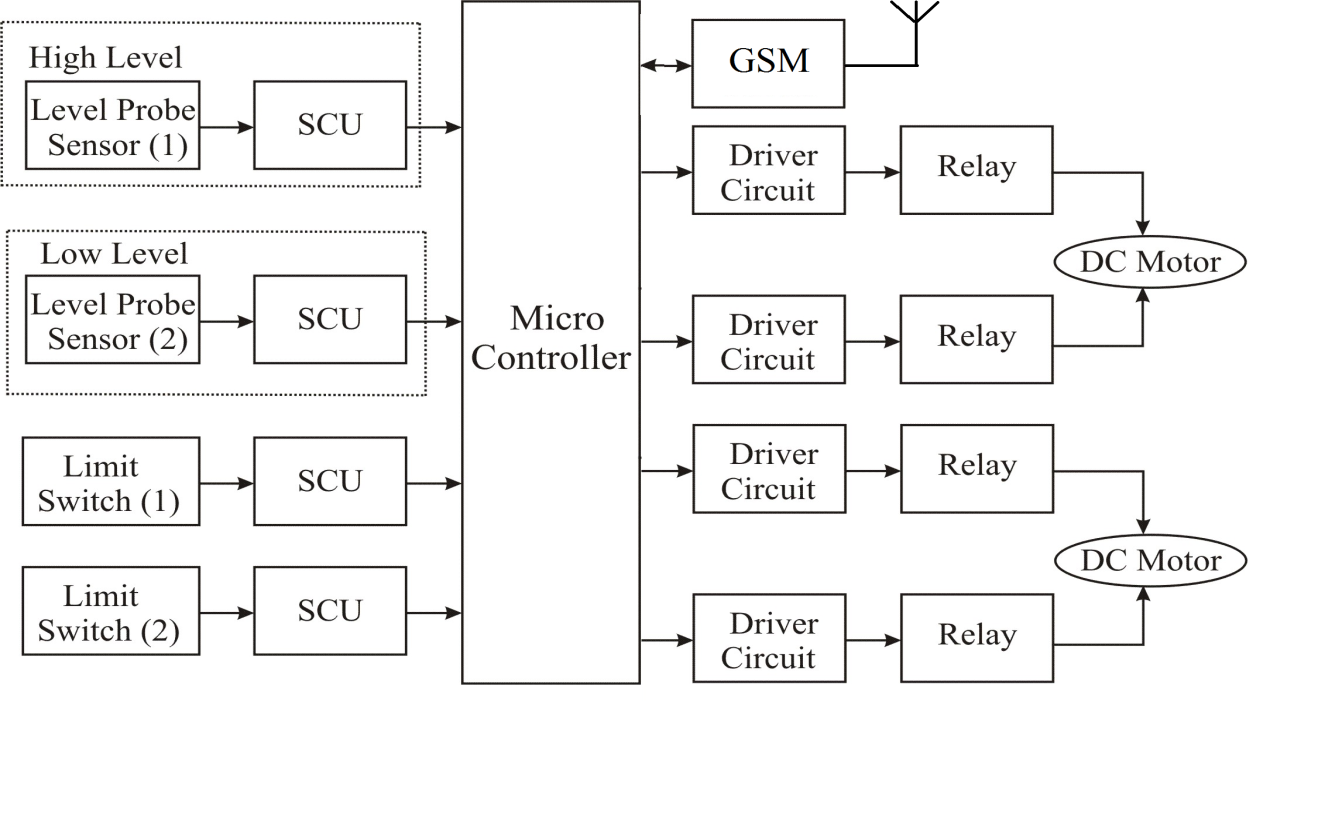 High Level
Level Probe
Sensor (1)
SCU
Low Level
Level Probe
Sensor (2)
SCU
Limit
Switch (1)
SCU
Limit
Switch (2)
SCU
Micro
Controller
GSM
Driver
Circuit
Relay
DC Motor
Driver
Circuit
Relay
Driver
Circuit
Relay
DC Motor
Driver
Circuit
Relay